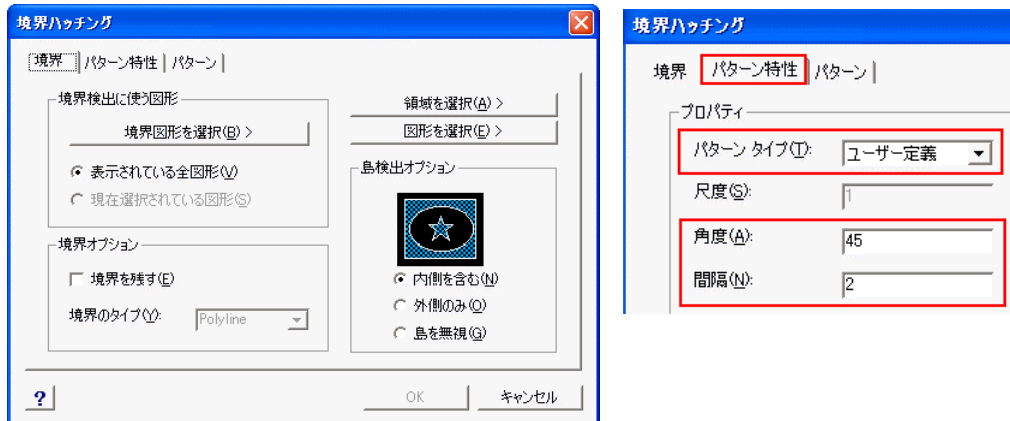 境界ハッチング
境界 パターン特性 パターン
境界検出に使う図形
境界図形を選択(B) >
表示されている全図形(V)
現在選択されている図形(S)
境界オプション
境界を残す(E)
境界のタイプ(Y): Polyline
領域を選択(A) >
図形を選択(E) >
島検出オプション
内側を含む(N)
外側のみ(O)
島を無視(G)
?
OK
キャンセル
境界ハッチング
境界 パターン特性 パターン
プロパティ
パターン タイプ(T): ユーザー定義
尺度(S): 1
角度(A): 45
間隔(N): 2